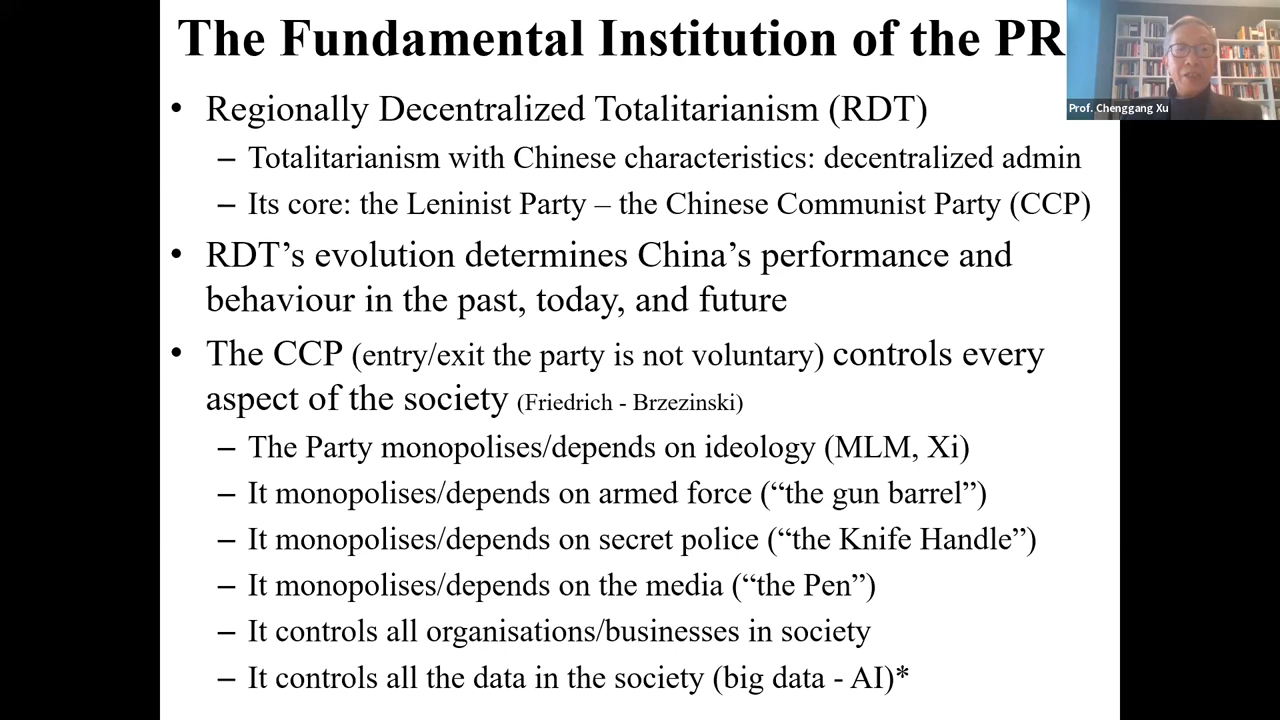 The Fundamental Institution of the PR
Prof. Chenggang Xu
• Regionally Decentralized Totalitarianism (RDT)
– Totalitarianism with Chinese characteristics: decentralized admin
– Its core: the Leninist Party – the Chinese Communist Party (CCP)
• RDT’s evolution determines China’s performance and
behaviour in the past, today, and future
• The CCP (entry/exit the party is not voluntary) controls every
aspect of the society (Friedrich - Brzezinski)
– The Party monopolises/depends on ideology (MLM, Xi)
– It monopolises/depends on armed force (“the gun barrel”)
– It monopolises/depends on secret police (“the Knife Handle”)
– It monopolises/depends on the media (“the Pen”)
– It controls all organisations/businesses in society
– It controls all the data in the society (big data - AI)*